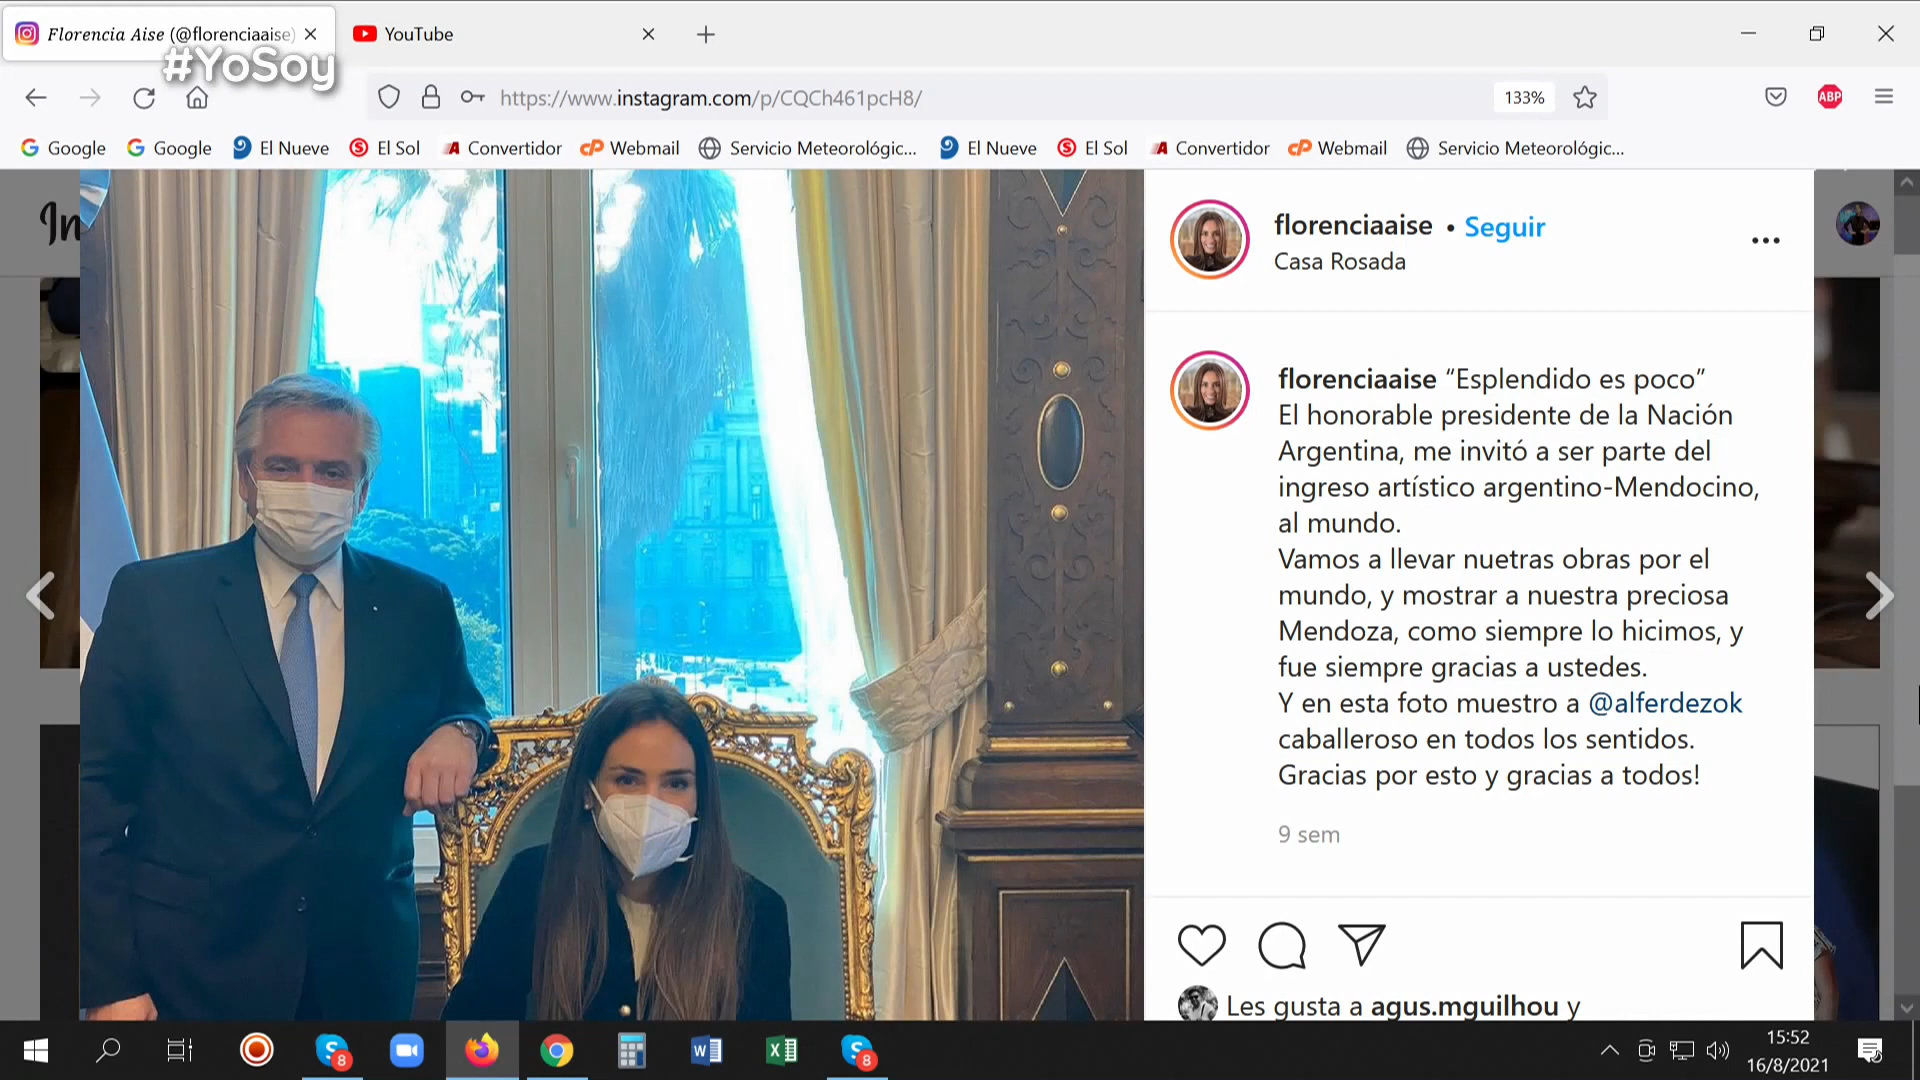 Florencia Aise (@florenciaaise)
YouTube
#YoSoy
https://www.instagram.com/p/CQCh461pcH8/
133%
ABP
Google
Google
El Nueve
El Sol
Convertidor
Webmail
Servicio Meteorológic...
El Nueve
El Sol
Convertidor
Webmail
Servicio Meteorológic...
In
florenciaaise • Seguir
Casa Rosada
florenciaaise “Esplendido es poco”
El honorable presidente de la Nación
Argentina, me invitó a ser parte del
ingreso artístico argentino-Mendocino,
al mundo.
Vamos a llevar nuetras obras por el
mundo, y mostrar a nuestra preciosa
Mendoza, como siempre lo hicimos, y
fue siempre gracias a ustedes.
Y en esta foto muestro a @alferdezok
caballeroso en todos los sentidos.
Gracias por esto y gracias a todos!
9 sem
Les gusta a agus.mguilhou y
8
8
15:52
16/8/2021